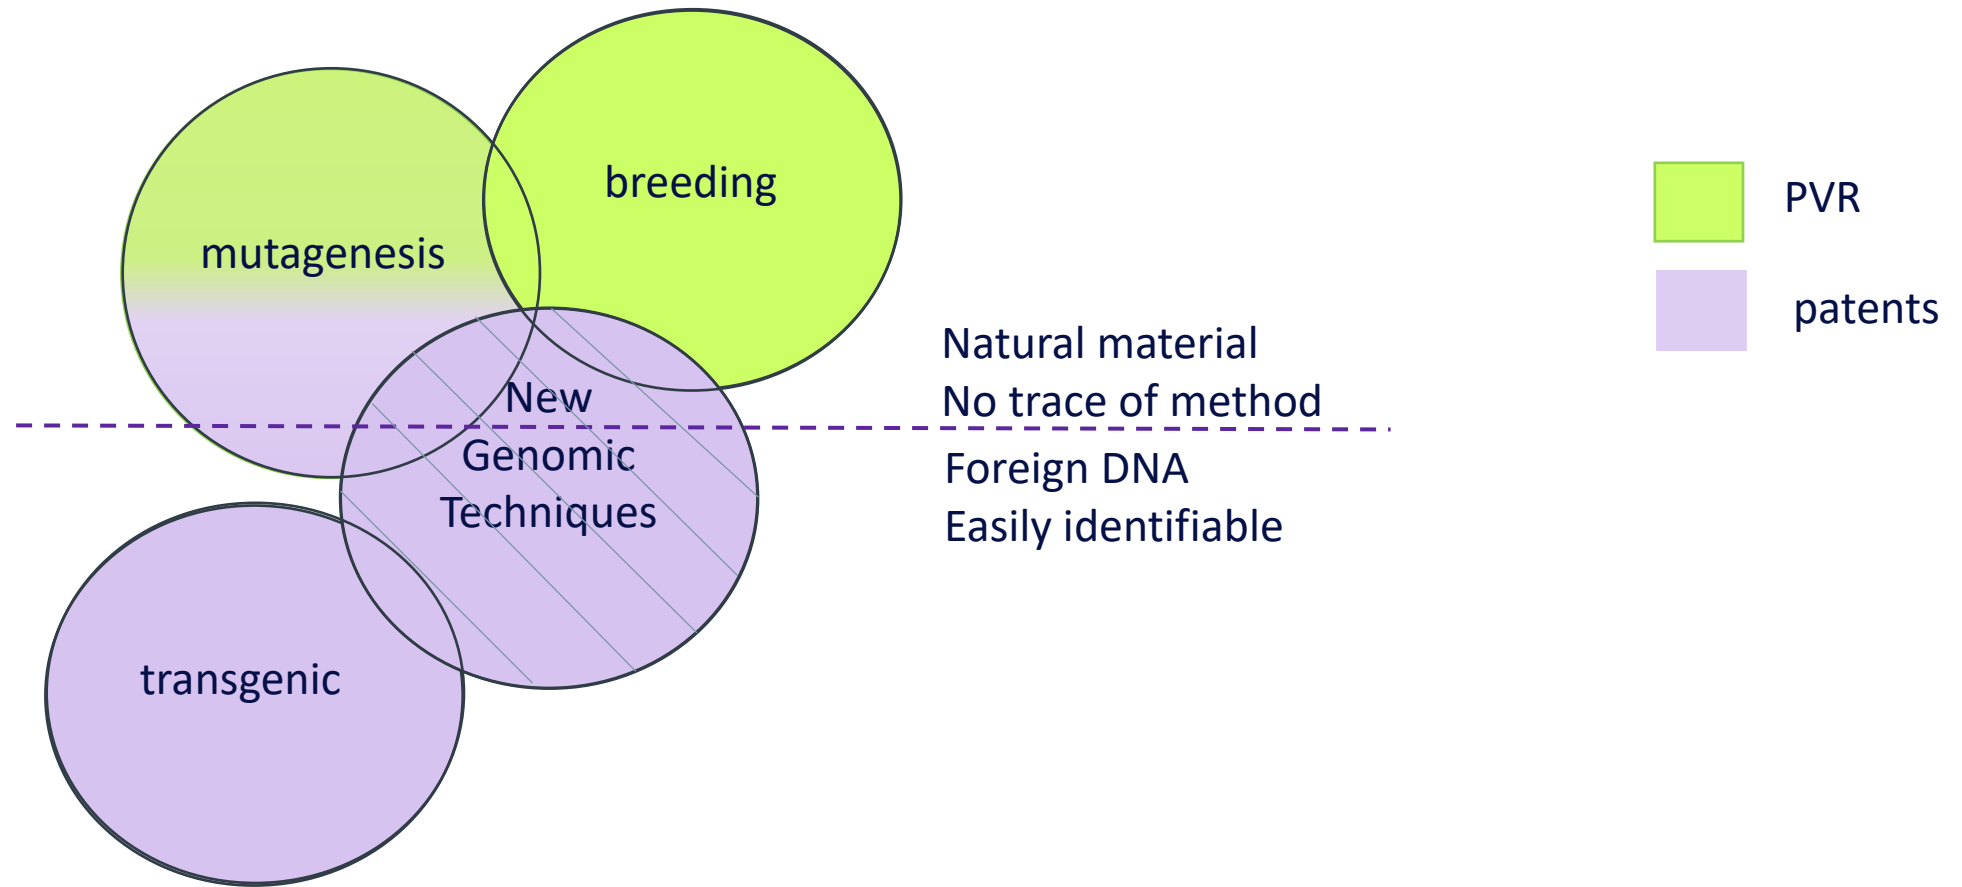 breeding
mutagenesis
New
Genomic
Techniques
transgenic
Natural material
No trace of method
Foreign DNA
Easily identifiable
PVR
patents